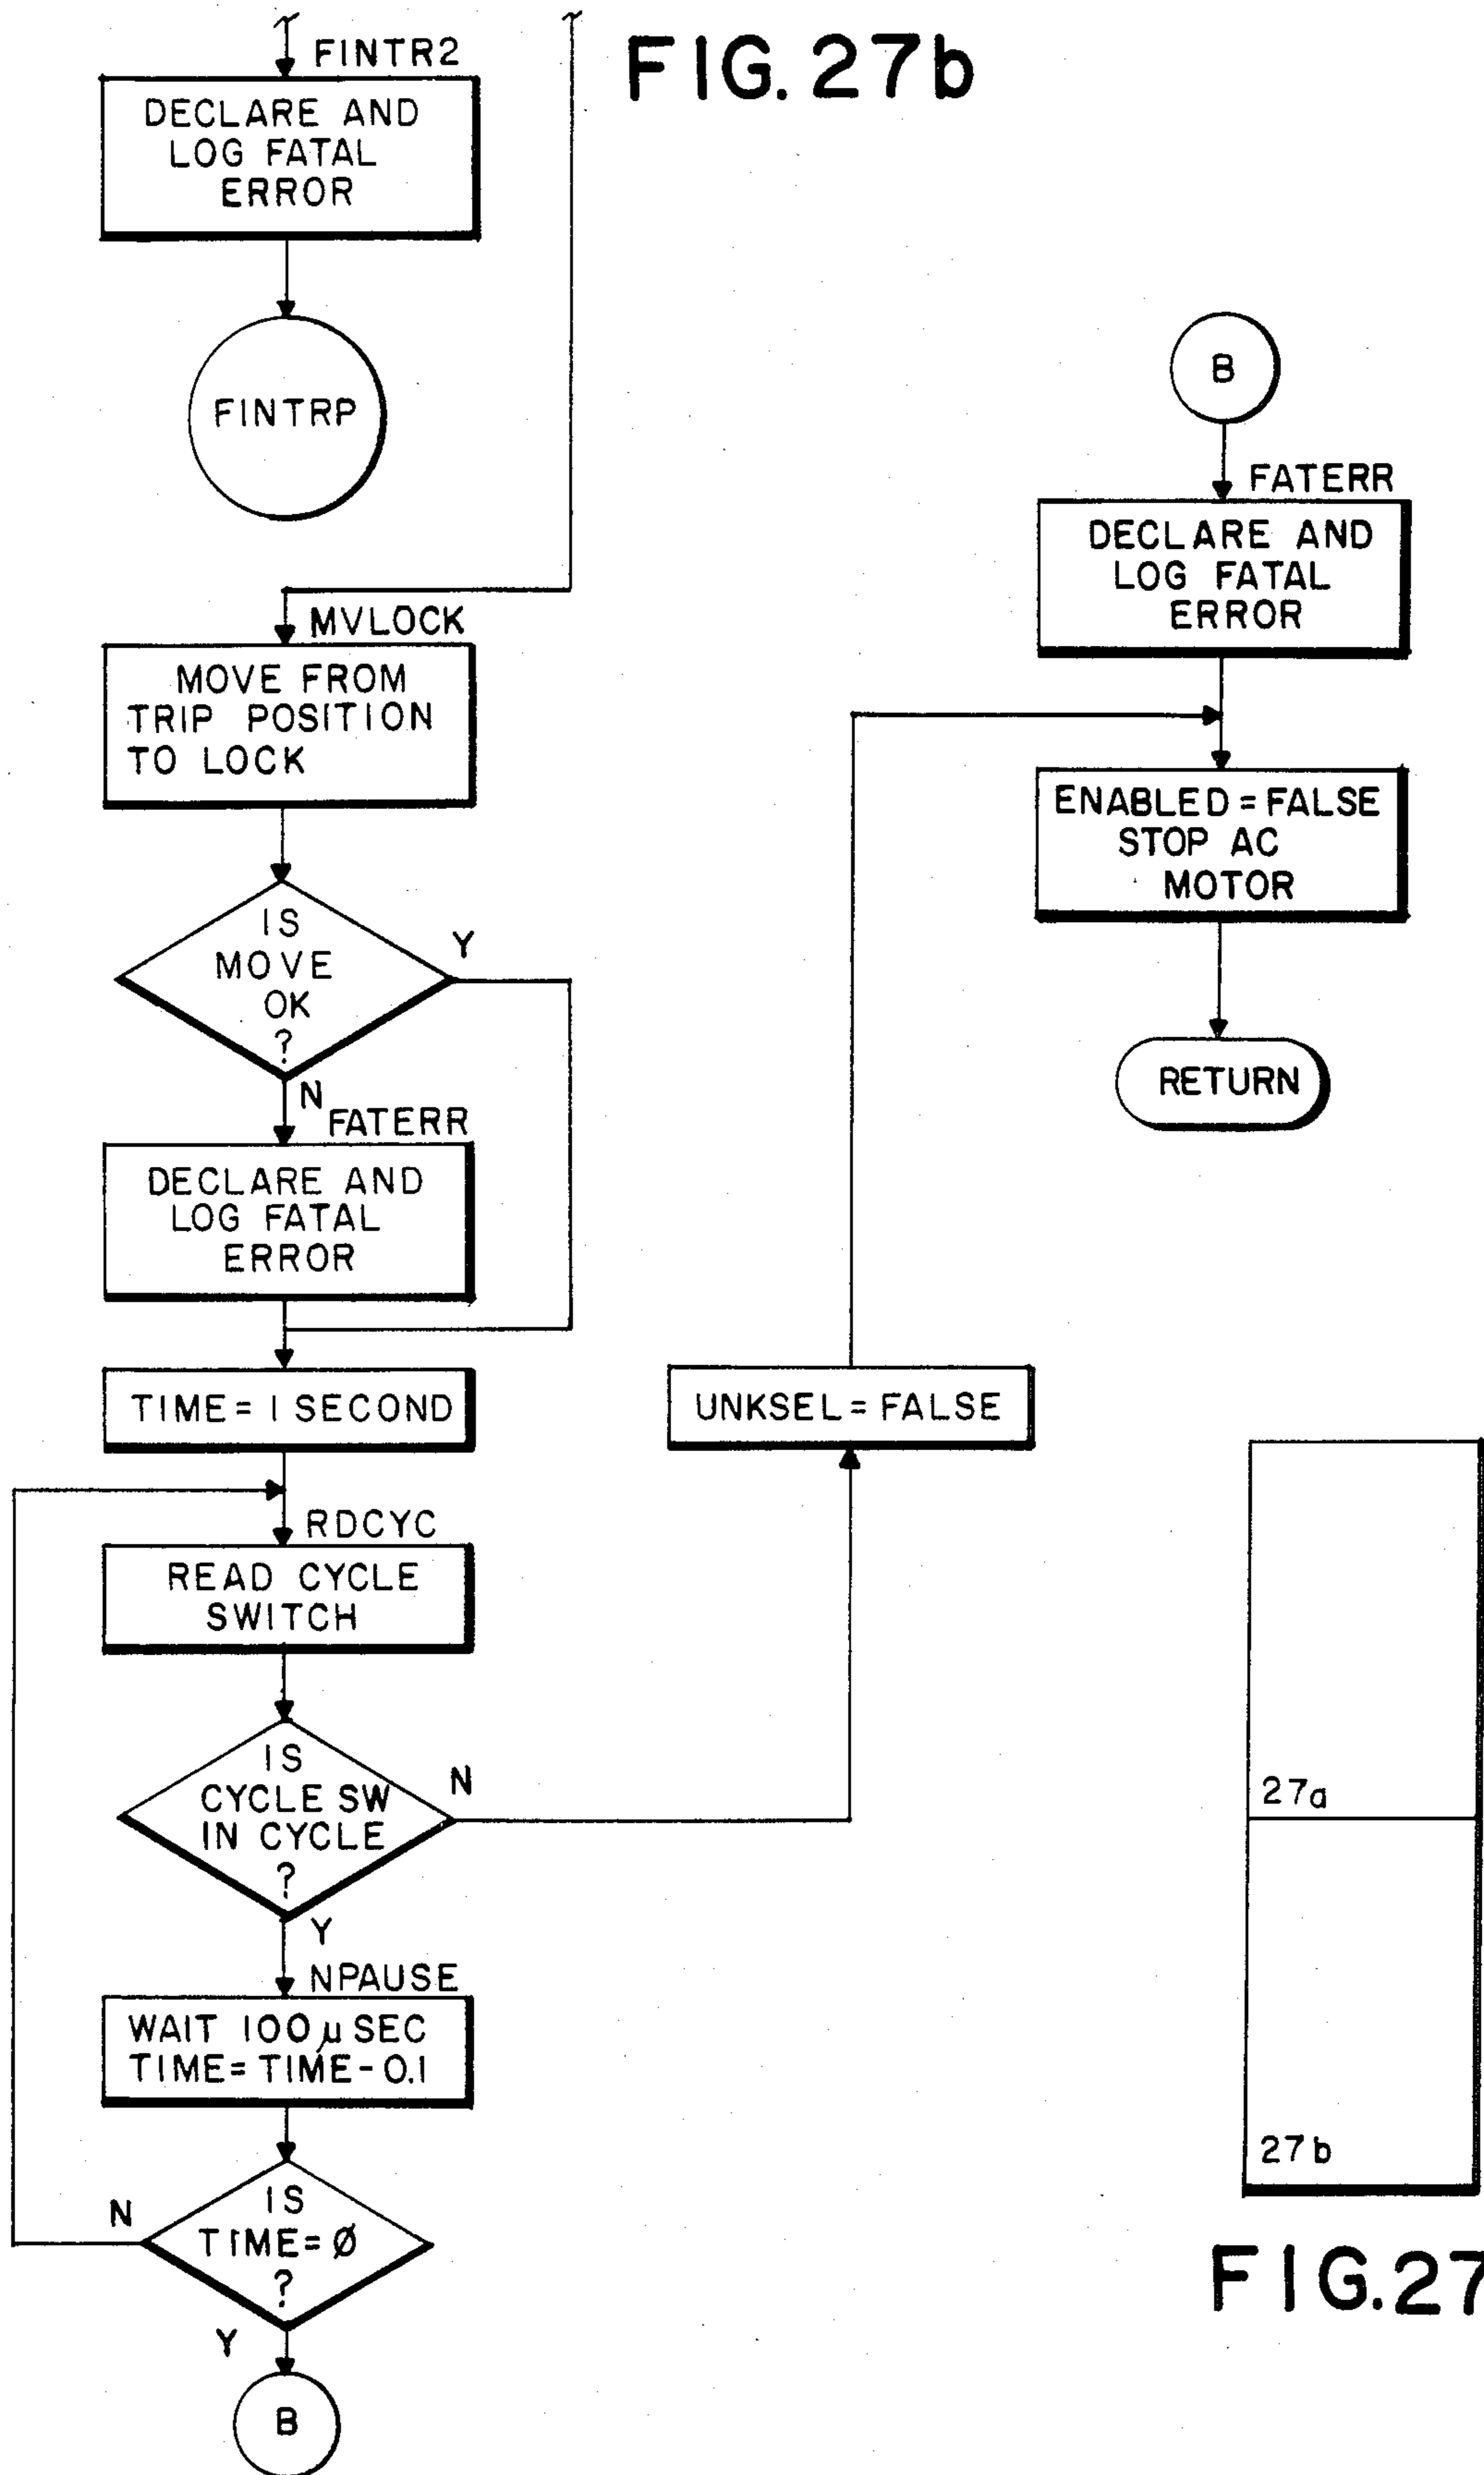 FIG. 27b
FINTR2
DECLARE AND
LOG FATAL
ERROR
FINTRP
MVLOCK
MOVE FROM
TRIP POSITION
TO LOCK
IS
MOVE
OK
?
Y
N
FATERR
DECLARE AND
LOG FATAL
ERROR
TIME = 1 SECOND
RDCYC
READ CYCLE
SWITCH
IS
CYCLE SW
IN CYCLE
?
N
Y
NPAUSE
WAIT 100 µ SEC
TIME = TIME - 0.1
IS
TIME = Ø
?
N
Y
B
UNKSEL = FALSE
B
FATERR
DECLARE AND
LOG FATAL
ERROR
ENABLED = FALSE
STOP AC
MOTOR
RETURN
27a
27b
FIG. 27